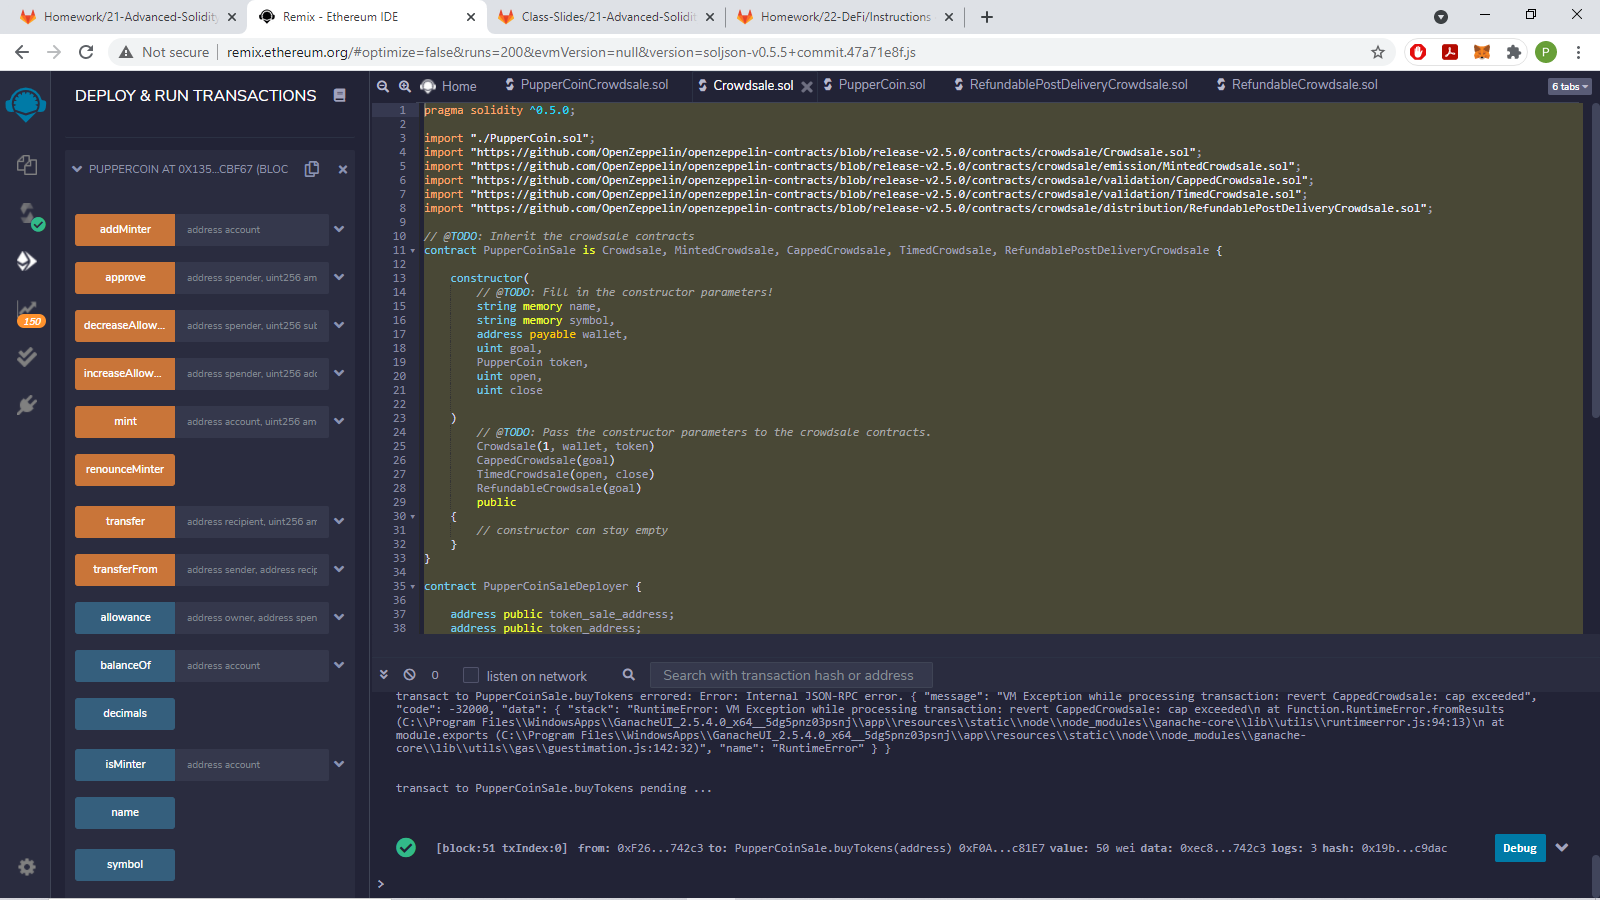 Homework/21-Advanced-Solidity
Remix - Ethereum IDE
Class-Slides/21-Advanced-Solidit
Homework/22-DeFi/Instructions
Not secure
remix.ethereum.org/#optimize=false&runs=200&evmVersion=null&version=soljson-v0.5.5+commit.47a71e8f.js
P
DEPLOY & RUN TRANSACTIONS
Home
PupperCoinCrowdsale.sol
Crowdsale.sol
PupperCoin.sol
RefundablePostDeliveryCrowdsale.sol
RefundableCrowdsale.sol
6 tabs
150
PUPPERCOIN AT 0X135...CBF67 (BLOC
addMinter address account
approve address spender, uint256 am
decreaseAllow... address spender, uint256 sub
increaseAllow... address spender, uint256 add
mint address account, uint256 am
renounceMinter
transfer address recipient, uint256 am
transferFrom address sender, address recip
allowance address owner, address spen
balanceOf address account
decimals
isMinter address account
name
symbol
1 pragma solidity ^0.5.0;
2
3 import "./PupperCoin.sol";
4 import "https://github.com/OpenZeppelin/openzeppelin-contracts/blob/release-v2.5.0/contracts/crowdsale/Crowdsale.sol";
5 import "https://github.com/OpenZeppelin/openzeppelin-contracts/blob/release-v2.5.0/contracts/crowdsale/emission/MintedCrowdsale.sol";
6 import "https://github.com/OpenZeppelin/openzeppelin-contracts/blob/release-v2.5.0/contracts/crowdsale/validation/CappedCrowdsale.sol";
7 import "https://github.com/OpenZeppelin/openzeppelin-contracts/blob/release-v2.5.0/contracts/crowdsale/validation/TimedCrowdsale.sol";
8 import "https://github.com/OpenZeppelin/openzeppelin-contracts/blob/release-v2.5.0/contracts/crowdsale/distribution/RefundablePostDeliveryCrowdsale.sol";
9
10 // @TODO: Inherit the crowdsale contracts
11 contract PupperCoinSale is Crowdsale, MintedCrowdsale, CappedCrowdsale, TimedCrowdsale, RefundablePostDeliveryCrowdsale {
12
13 constructor(
14 // @TODO: Fill in the constructor parameters!
15 string memory name,
16 string memory symbol,
17 address payable wallet,
18 uint goal,
19 PupperCoin token,
20 uint open,
21 uint close
22
23 )
24 // @TODO: Pass the constructor parameters to the crowdsale contracts.
25 Crowdsale(1, wallet, token)
26 CappedCrowdsale(goal)
27 TimedCrowdsale(open, close)
28 RefundableCrowdsale(goal)
29 public
30 {
31 // constructor can stay empty
32 }
33 }
34
35 contract PupperCoinSaleDeployer {
36
37 address public token_sale_address;
38 address public token_address;
0
listen on network
Search with transaction hash or address
transact to PupperCoinSale.buyTokens errored: Error: Internal JSON-RPC error. { "message": "VM Exception while processing transaction: revert CappedCrowdsale: cap exceeded",
"code": -32000, "data": { "stack": "RuntimeError: VM Exception while processing transaction: revert CappedCrowdsale: cap exceeded\n at Function.RuntimeError.fromResults
(C:\\Program Files\\WindowsApps\\GanacheUI_2.5.4.0_x64__5dg5pnz03psnj\\app\\resources\\static\\node\\node_modules\\ganache-core\\lib\\utils\\runtimeerror.js:94:13)\n at
module.exports (C:\\Program Files\\WindowsApps\\GanacheUI_2.5.4.0_x64__5dg5pnz03psnj\\app\\resources\\static\\node\\node_modules\\ganache-
core\\lib\\utils\\gas\\guestimation.js:142:32)", "name": "RuntimeError" } }
transact to PupperCoinSale.buyTokens pending ...
[block:51 txIndex:0] from: 0xF26...742c3 to: PupperCoinSale.buyTokens(address) 0xF0A...c81E7 value: 50 wei data: 0xec8...742c3 logs: 3 hash: 0x19b...c9dac
Debug
>